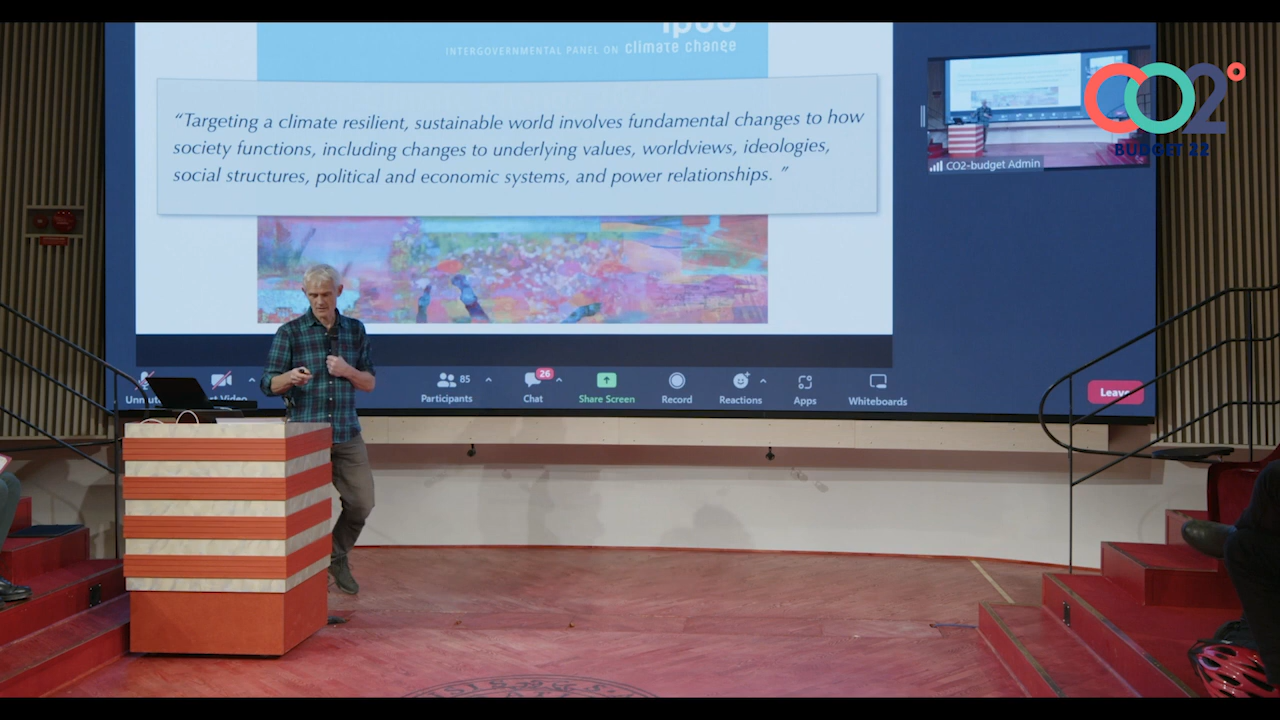 ipcc
INTERGOVERNMENTAL PANEL ON climate change
“Targeting a climate resilient, sustainable world involves fundamental changes to how
society functions, including changes to underlying values, worldviews, ideologies,
social structures, political and economic systems, and power relationships. ”
CO2°
BUDGET 22
CO2-budget Admin
Participants
85
Chat
26
Share Screen
Record
Reactions
Apps
Whiteboards
Leave